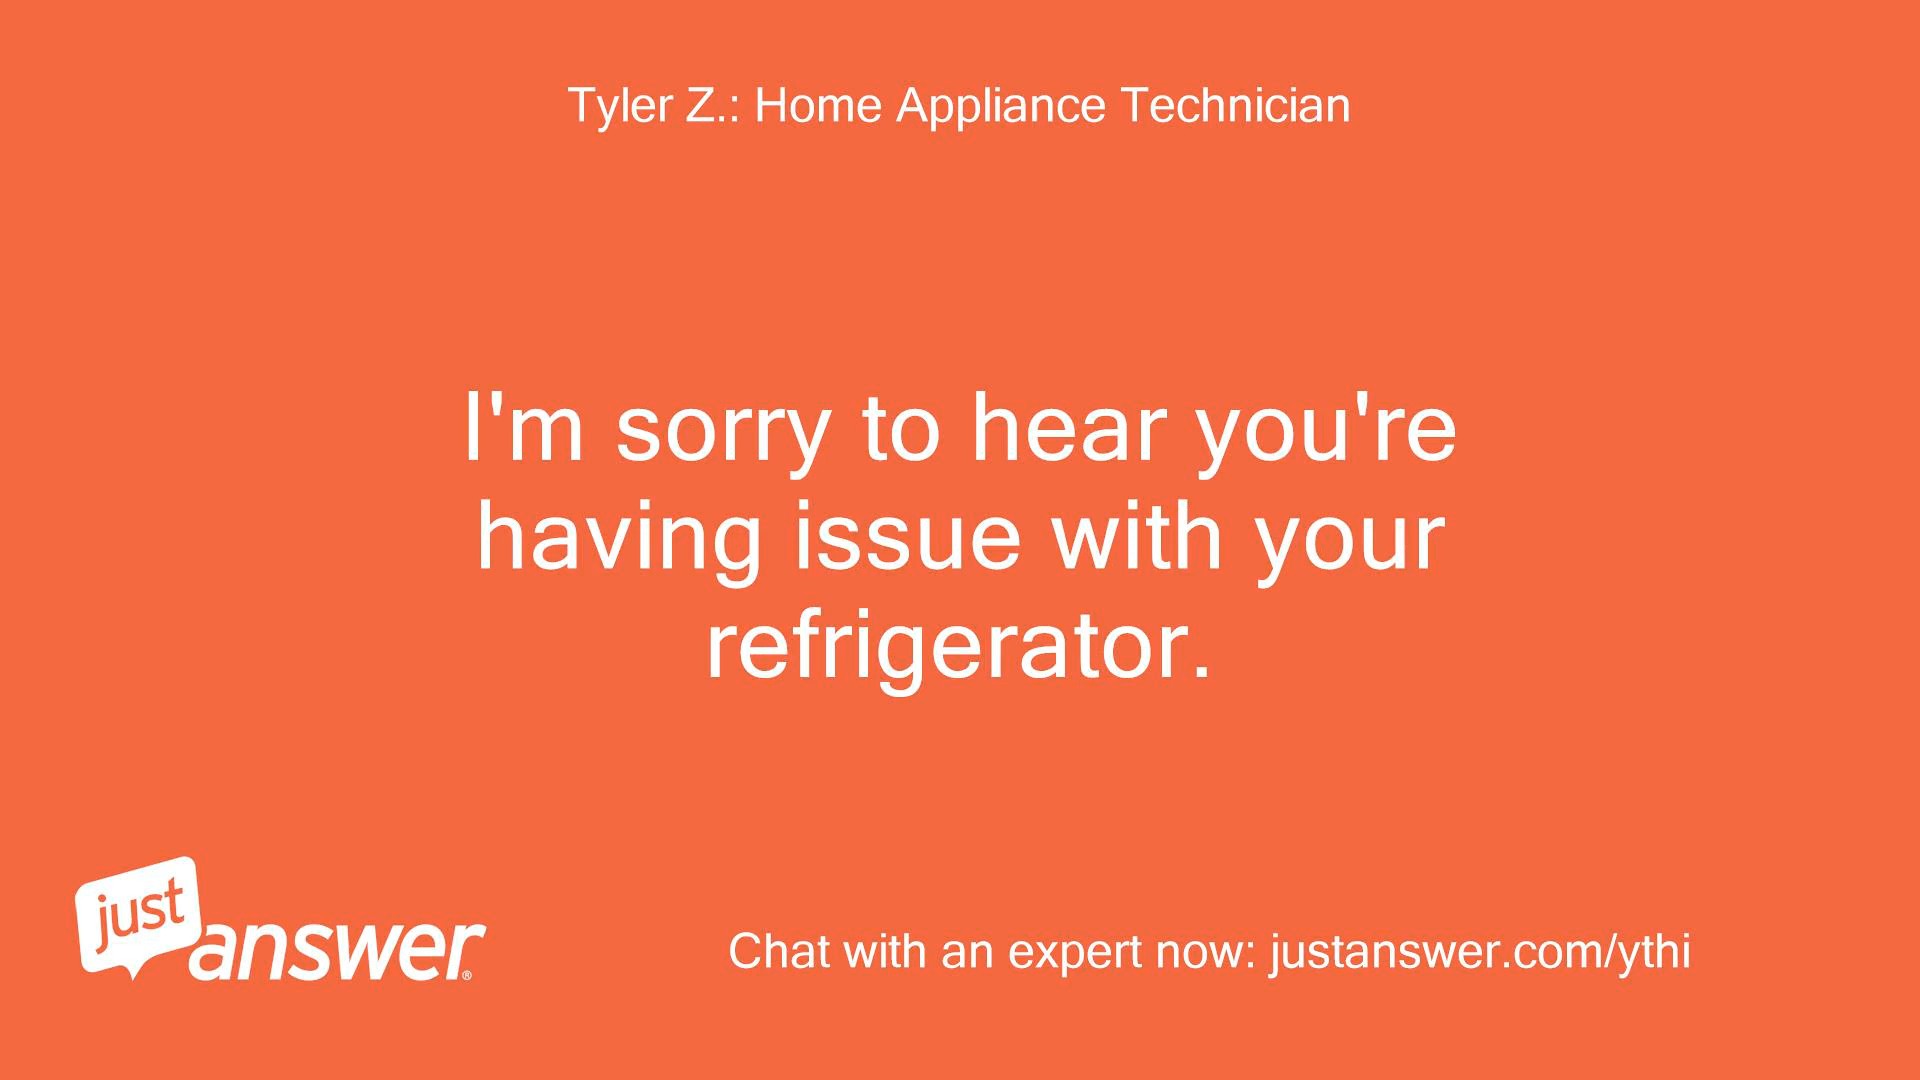 Tyler Z.: Home Appliance Technician
I'm sorry to hear you're
having issue with your
refrigerator.
just
answer®
Chat with an expert now: justanswer.com/ythi